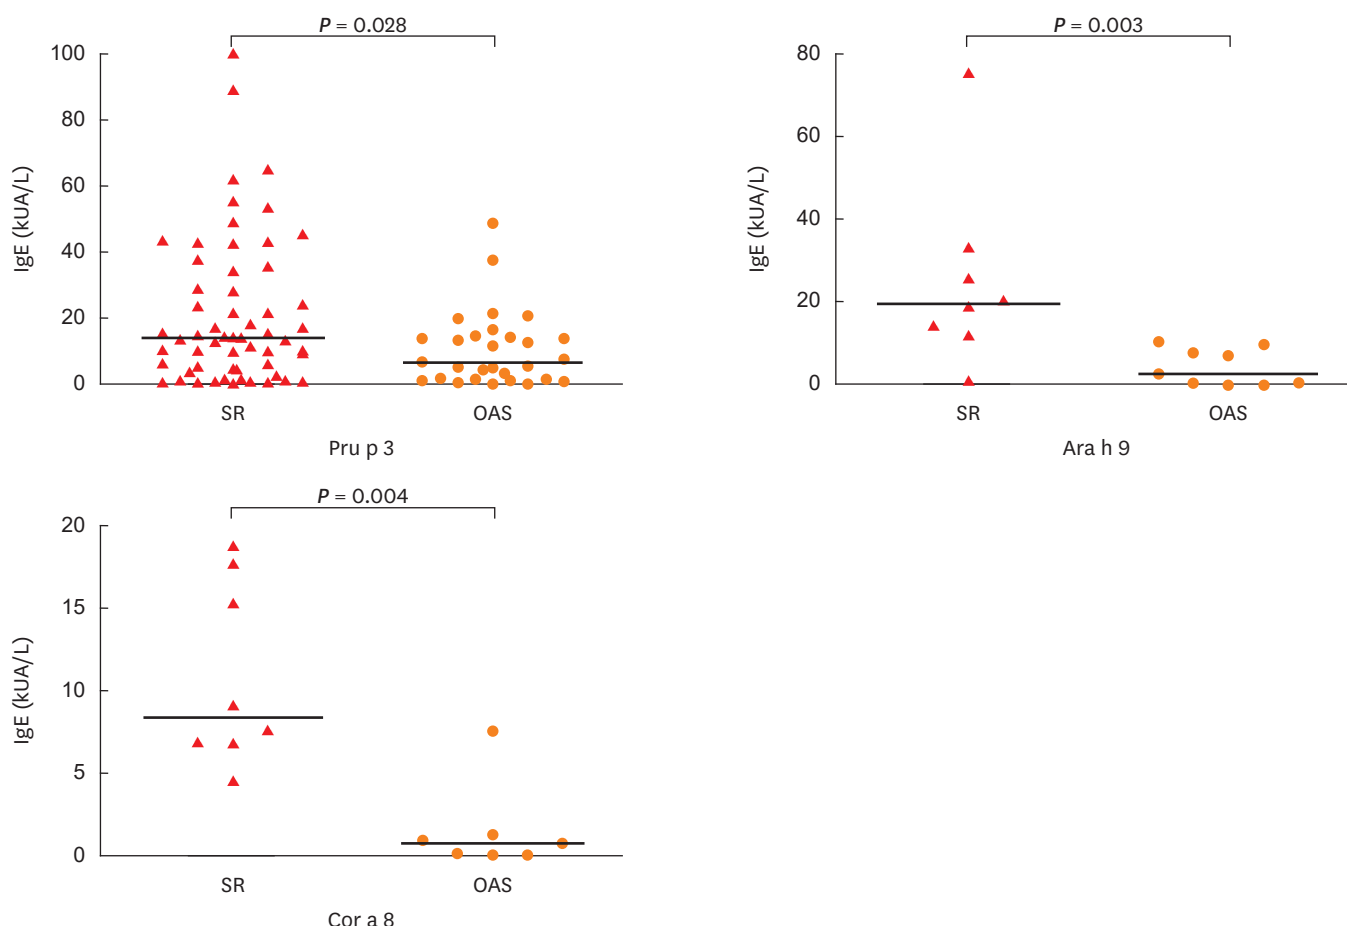 P = 0.028
100
80
60
40
20
0
IgE (kUA/L)
SR
OAS
Pru p 3
P = 0.003
80
60
40
20
0
IgE (kUA/L)
SR
OAS
Ara h 9
P = 0.004
20
15
10
5
0
IgE (kUA/L)
SR
OAS
Cor a 8